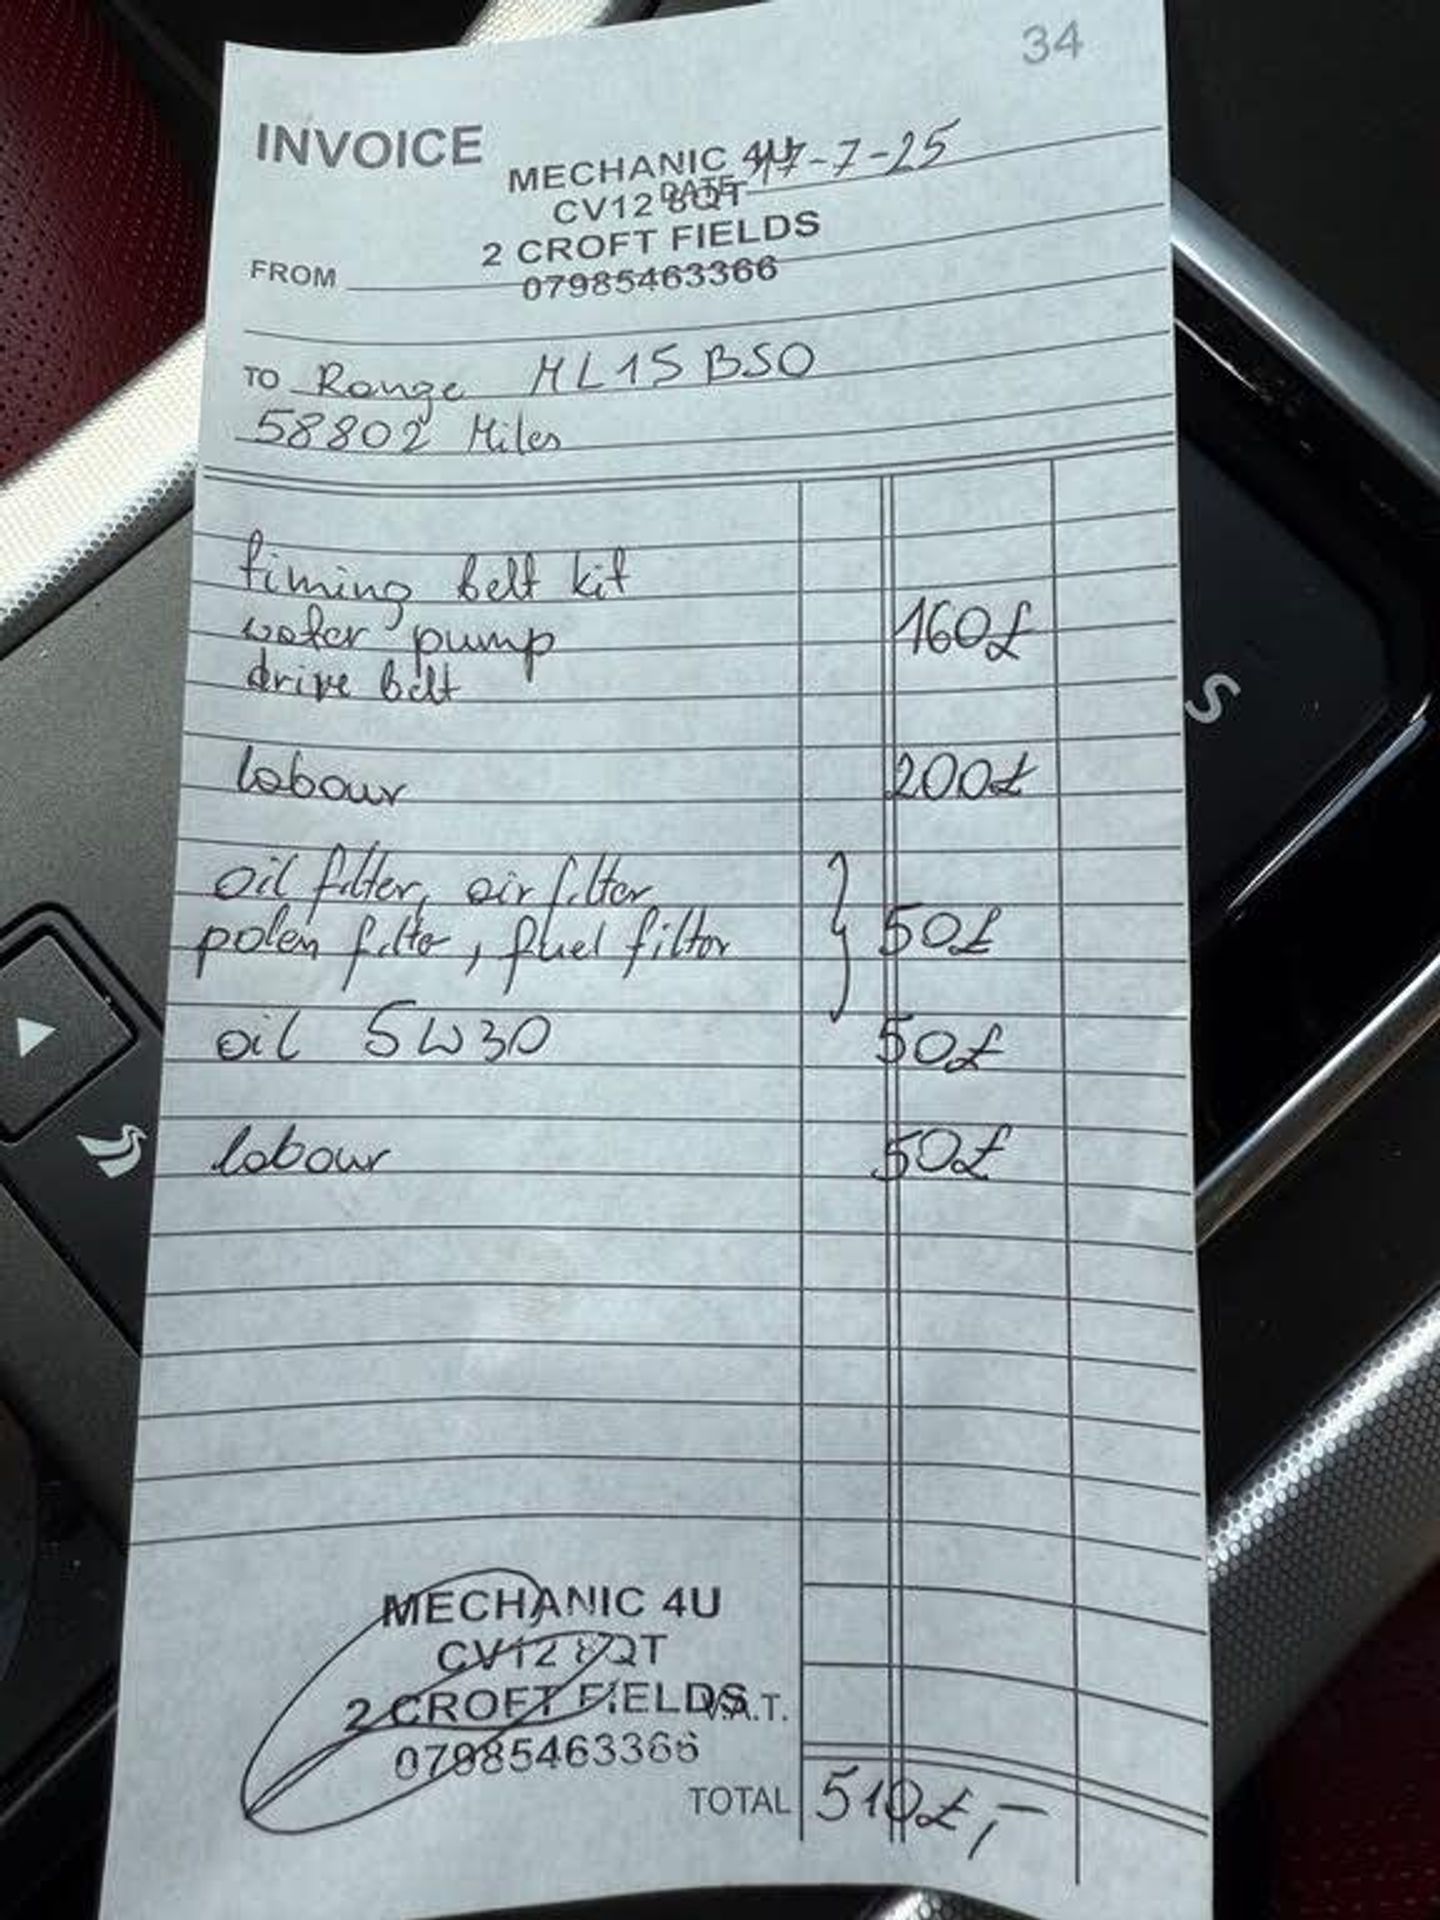 34
INVOICE
MECHANIC 4U
DATE 17-7-25
CV12 8QT
2 CROFT FIELDS
FROM
07985463366
TO Range ML15 BSO
58802 Miles
timing belt kit
water pump 160£
drive belt
labour 200£
oil filter, air filter
polen filter, fuel filter } 50£
oil 5W30 50£
labour 50£
MECHANIC 4U
CV12 8QT
2 CROFT FIELDS
V.A.T.
07985463366
TOTAL 510£,-
S